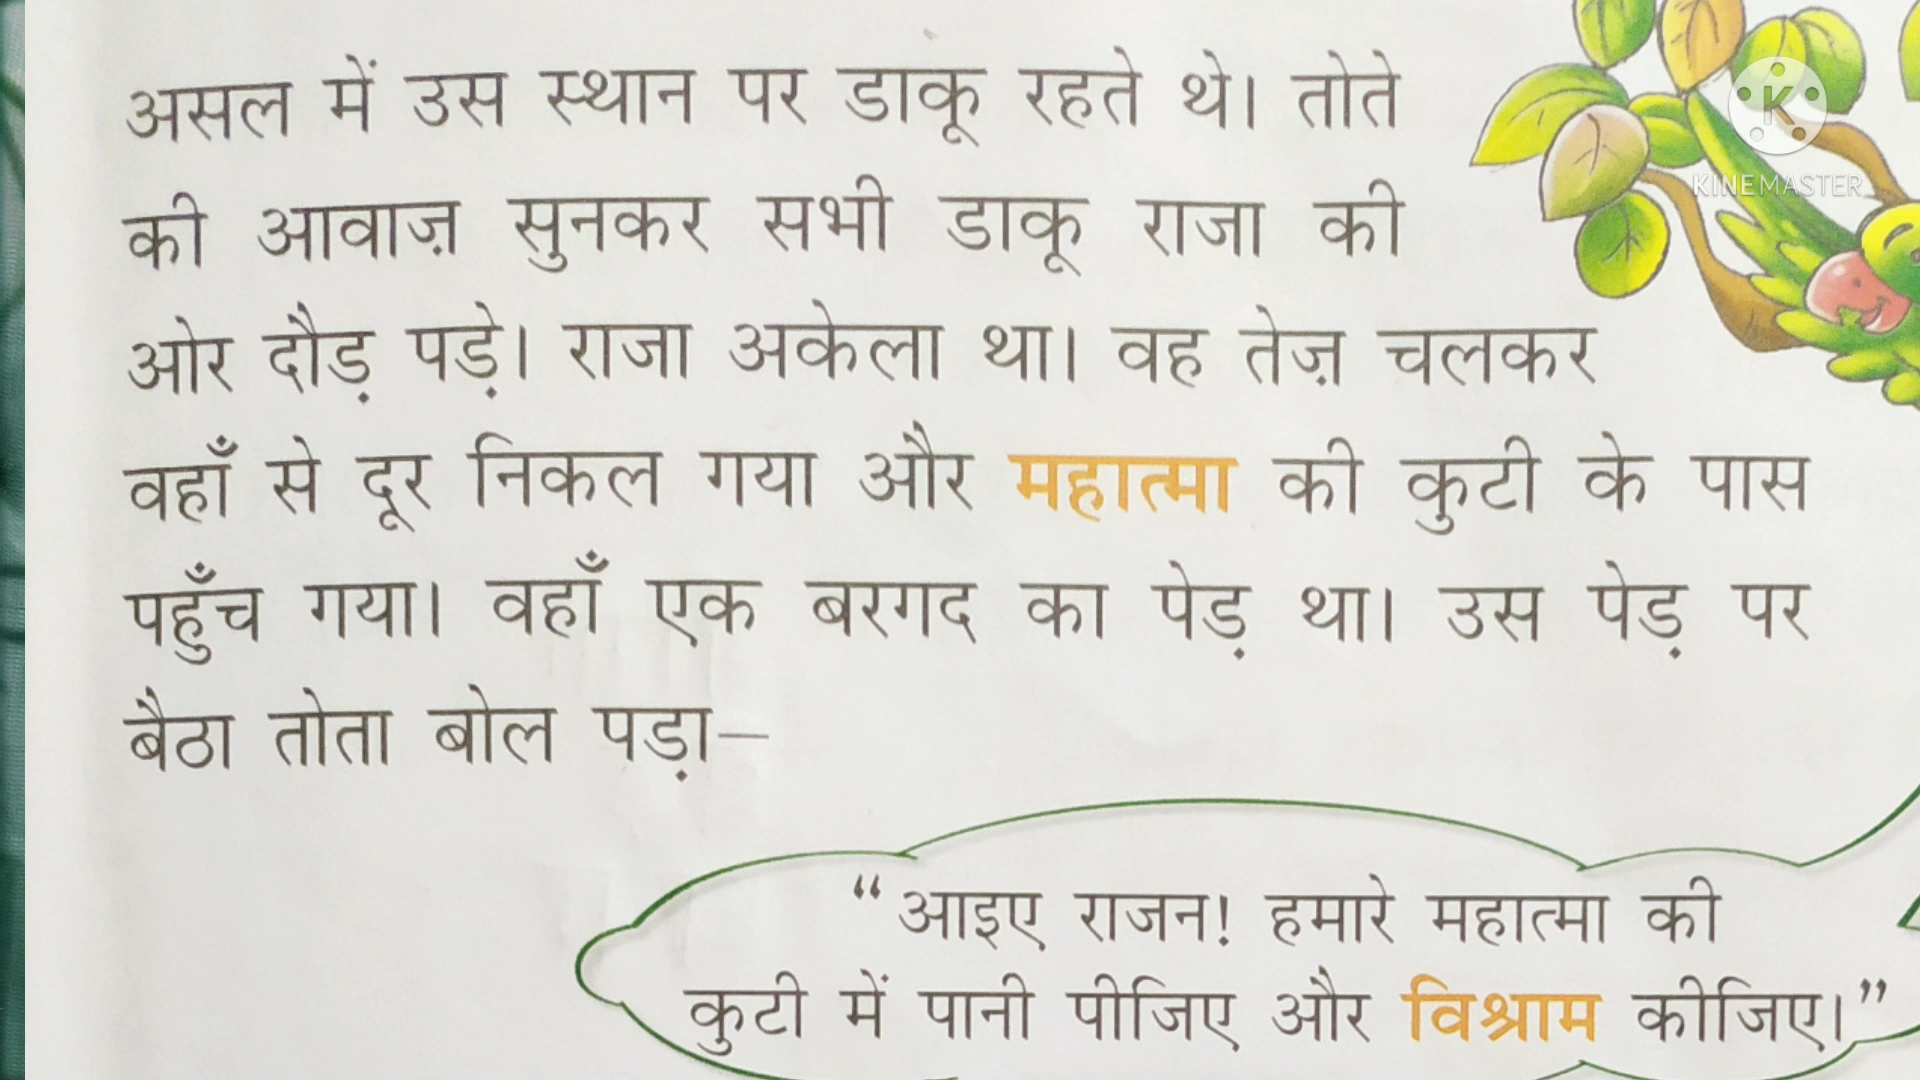 असल में उस स्थान पर डाकू रहते थे। तोते
की आवाज़ सुनकर सभी डाकू राजा की
ओर दौड़ पड़े। राजा अकेला था। वह तेज़ चलकर
वहाँ से दूर निकल गया और महात्मा की कुटी के पास
पहुँच गया। वहाँ एक बरगद का पेड़ था। उस पेड़ पर
बैठा तोता बोल पड़ा–
“आइए राजन! हमारे महात्मा की
कुटी में पानी पीजिए और विश्राम कीजिए।”
K
KINEMASTER